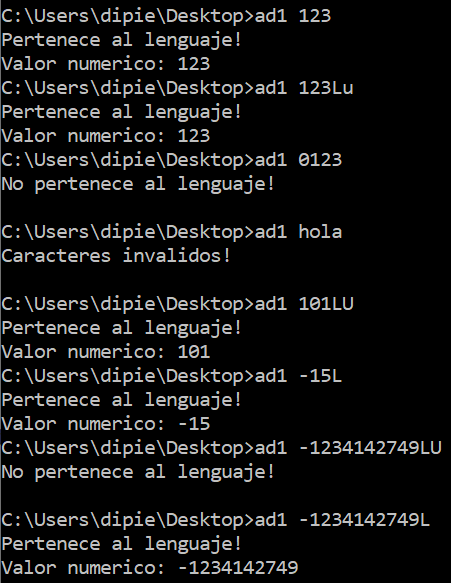 C:\Users\dipie\Desktop>ad1 123
Pertenece al lenguaje!
Valor numerico: 123
C:\Users\dipie\Desktop>ad1 123Lu
Pertenece al lenguaje!
Valor numerico: 123
C:\Users\dipie\Desktop>ad1 0123
No pertenece al lenguaje!
C:\Users\dipie\Desktop>ad1 hola
Caracteres invalidos!
C:\Users\dipie\Desktop>ad1 101LU
Pertenece al lenguaje!
Valor numerico: 101
C:\Users\dipie\Desktop>ad1 -15L
Pertenece al lenguaje!
Valor numerico: -15
C:\Users\dipie\Desktop>ad1 -1234142749LU
No pertenece al lenguaje!
C:\Users\dipie\Desktop>ad1 -1234142749L
Pertenece al lenguaje!
Valor numerico: -1234142749